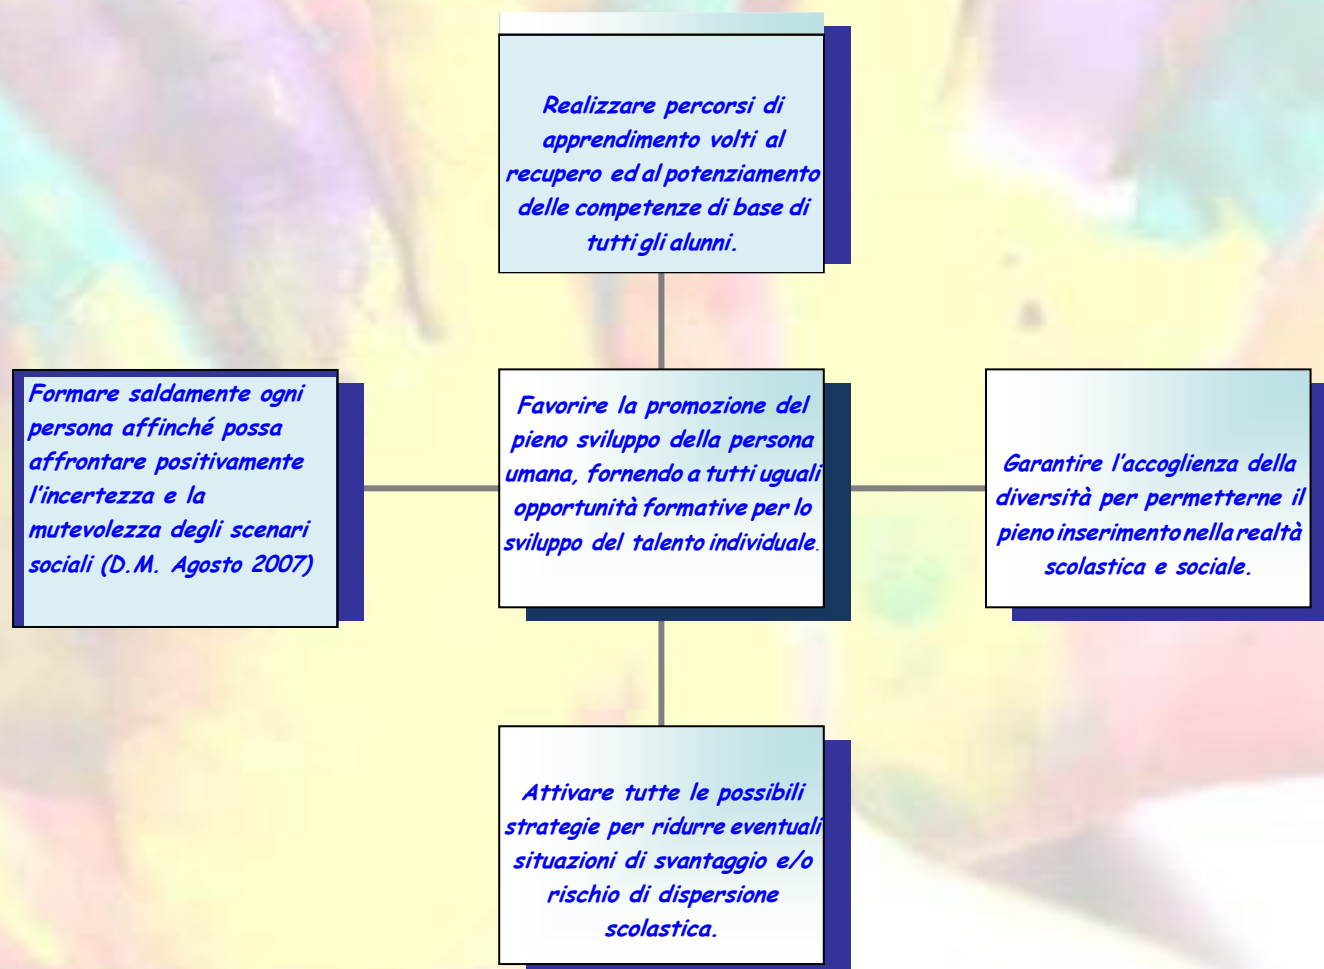 Realizzare percorsi di
apprendimento volti al
recupero ed al potenziamento
delle competenze di base di
tutti gli alunni.
Formare saldamente ogni
persona affinché possa
affrontare positivamente
l'incertezza e la
mutevolezza degli scenari
sociali (D.M. Agosto 2007)
Favorire la promozione del
pieno sviluppo della persona
umana, fornendo a tutti uguali
opportunità formative per lo
sviluppo del talento individuale.
Garantire l'accoglienza della
diversità per permetterne il
pieno inserimento nella realtà
scolastica e sociale.
Attivare tutte le possibili
strategie per ridurre eventuali
situazioni di svantaggio e/o
rischio di dispersione
scolastica.